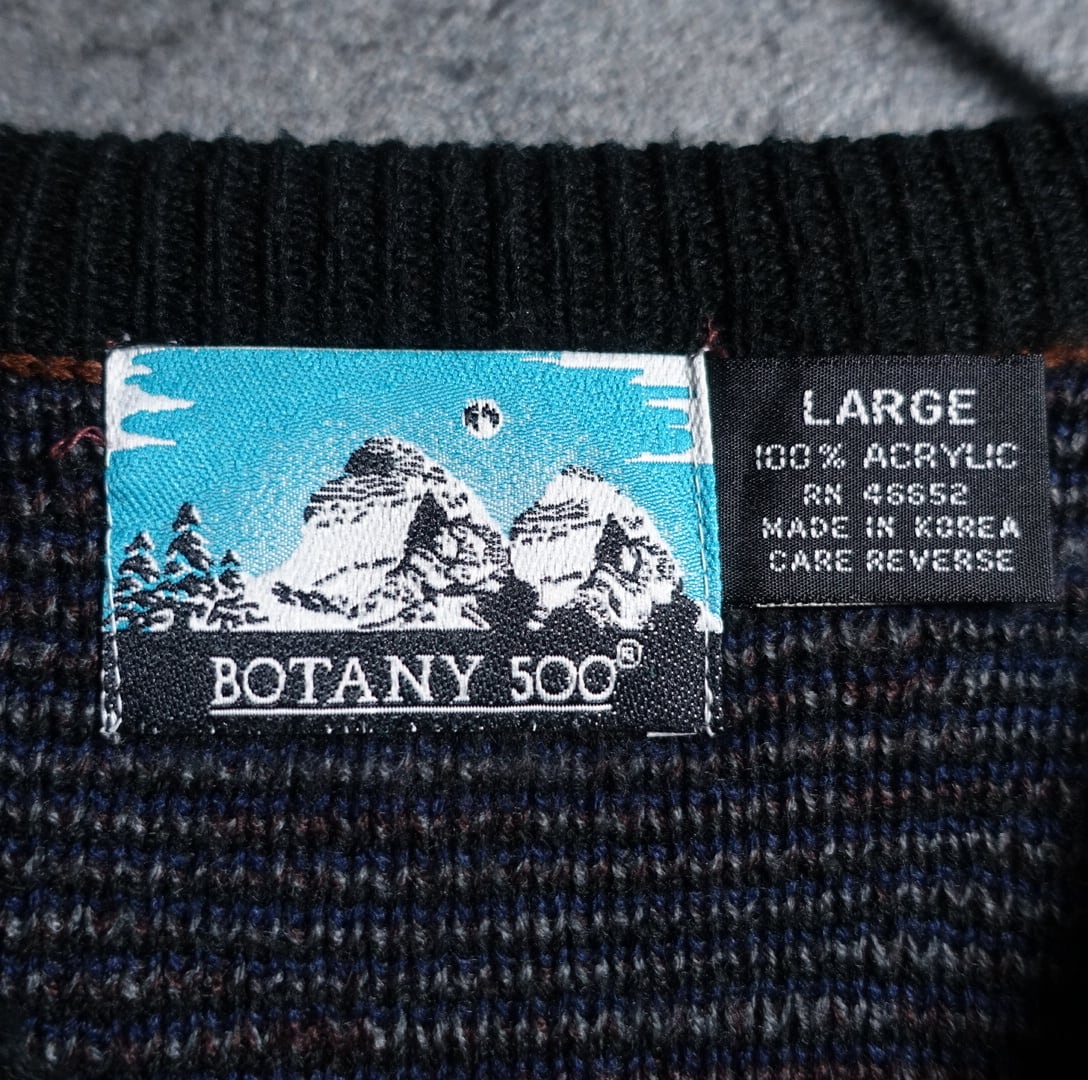 BOTANY 500®
LARGE
100% ACRYLIC
RN 46652
MADE IN KOREA
CARE REVERSE